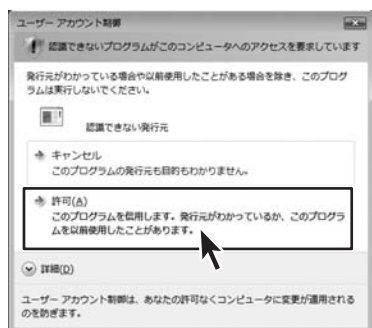 ユーザー アカウント制御
認識できないプログラムがこのコンピュータへのアクセスを要求しています
発行元がわかっている場合や以前使用したことがある場合を除き、このプログ
ラムは実行しないでください。
認識できない発行元
キャンセル
このプログラムの発行元も目的もわかりません。
許可(A)
このプログラムを信用します。発行元がわかっているか、このプログラ
ムを以前使用したことがあります。
詳細(D)
ユーザー アカウント制御は、あなたの許可なくコンピュータに変更が適用される
のを防ぎます。